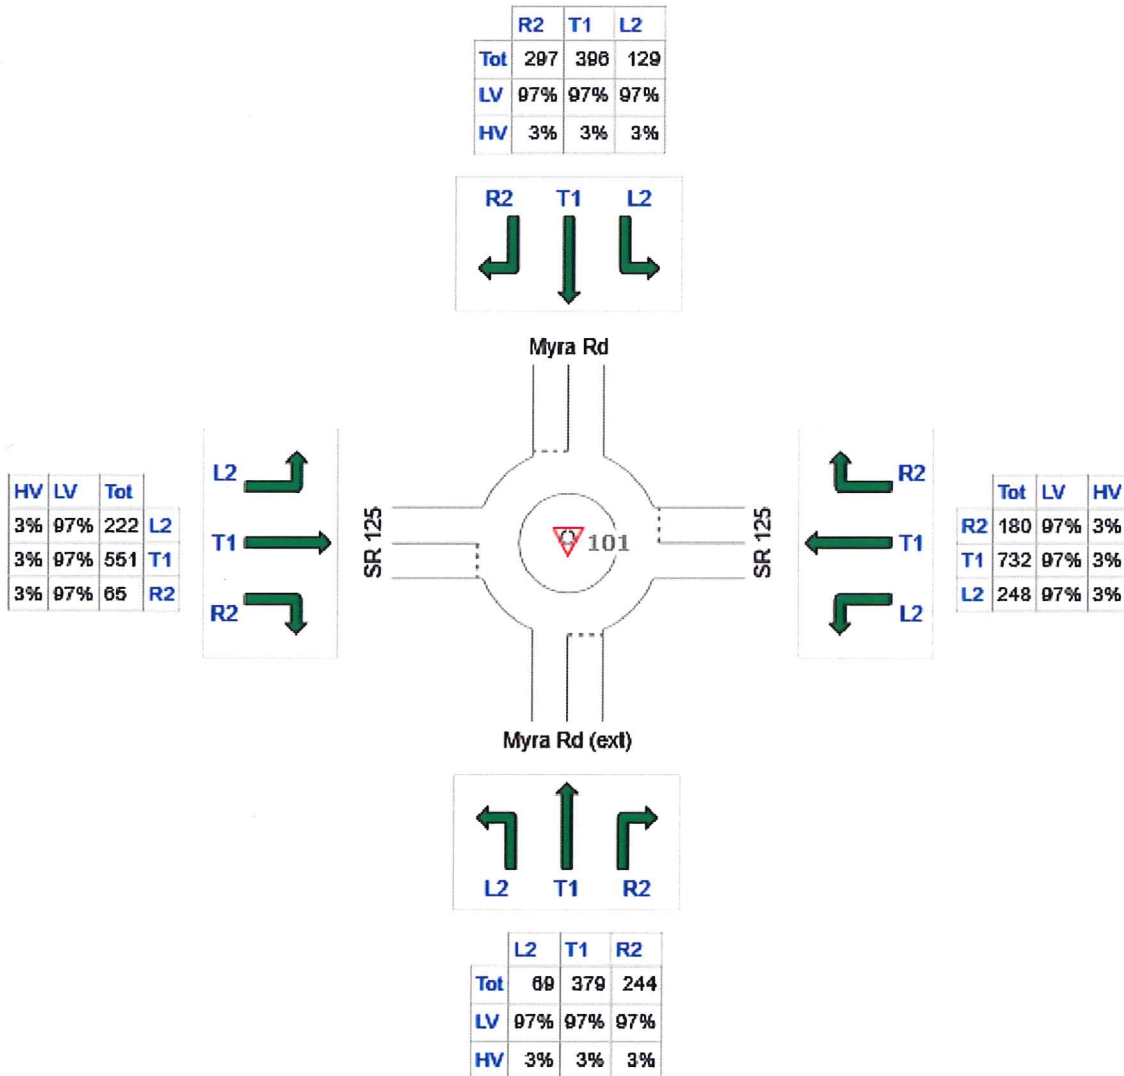 R2 T1 L2
Tot 297 396 129
LV 97% 97% 97%
HV 3% 3% 3%
R2 T1 L2
Myra Rd
L2
T1
R2
HV LV Tot
3% 97% 222 L2
3% 97% 551 T1
3% 97% 65 R2
SR 125
101
SR 125
R2
T1
L2
Tot LV HV
R2 180 97% 3%
T1 732 97% 3%
L2 248 97% 3%
Myra Rd (ext)
L2 T1 R2
L2 T1 R2
Tot 69 379 244
LV 97% 97% 97%
HV 3% 3% 3%